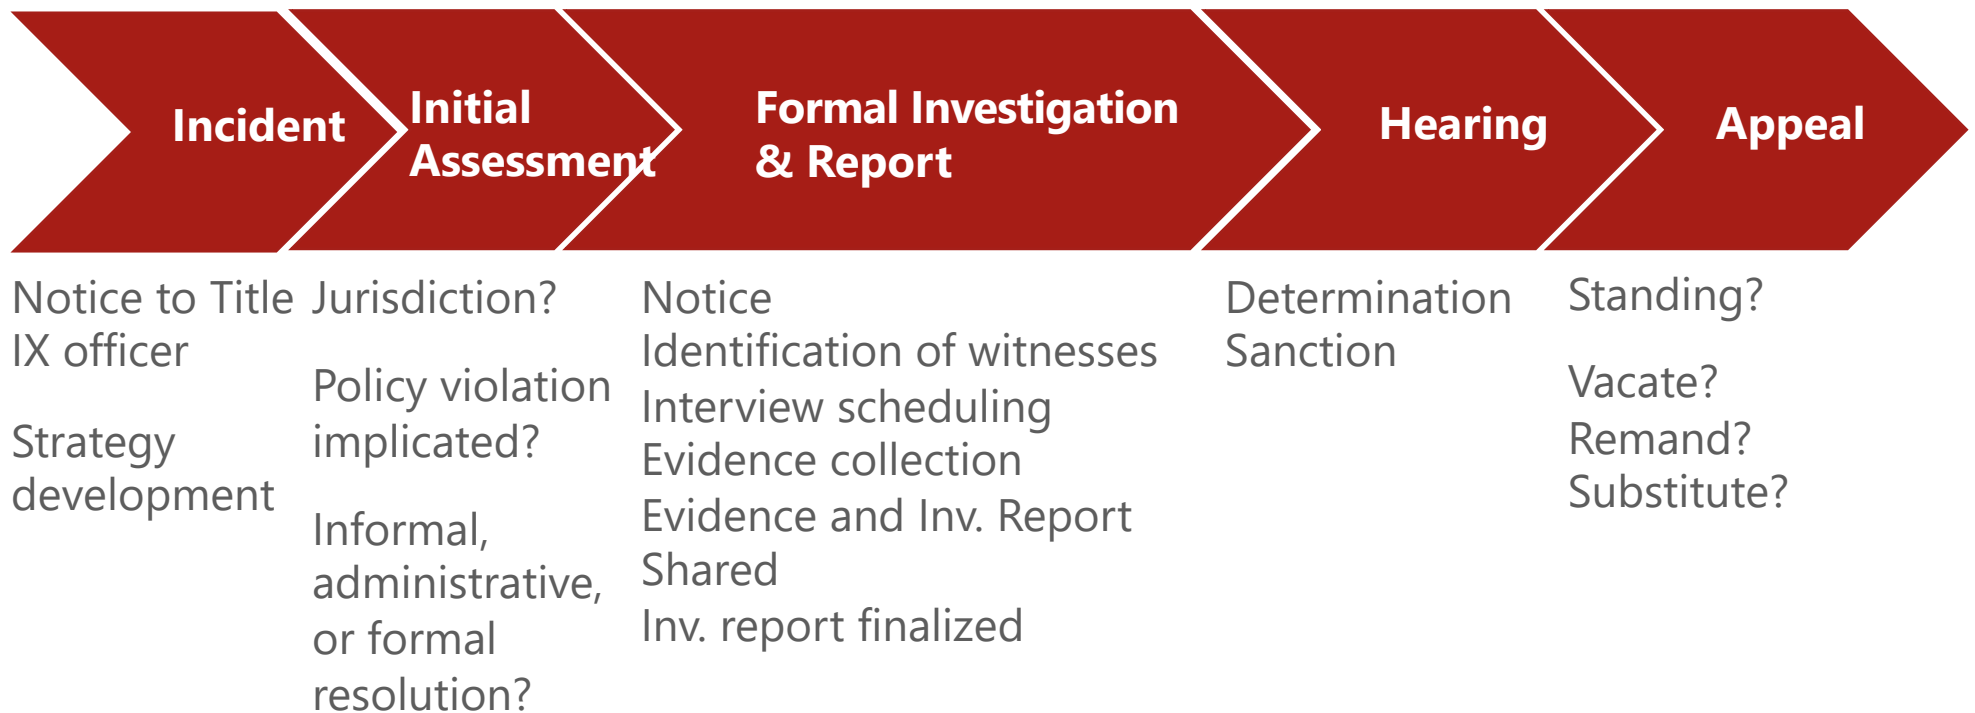 Incident
Initial
Assessment
Formal Investigation
& Report
Hearing
Appeal
Notice to Title
IX officer
Strategy
development
Jurisdiction?
Policy violation
implicated?
Informal,
administrative,
or formal
resolution?
Notice
Identification of witnesses
Interview scheduling
Evidence collection
Evidence and Inv. Report
Shared
Inv. report finalized
Determination
Sanction
Standing?
Vacate?
Remand?
Substitute?